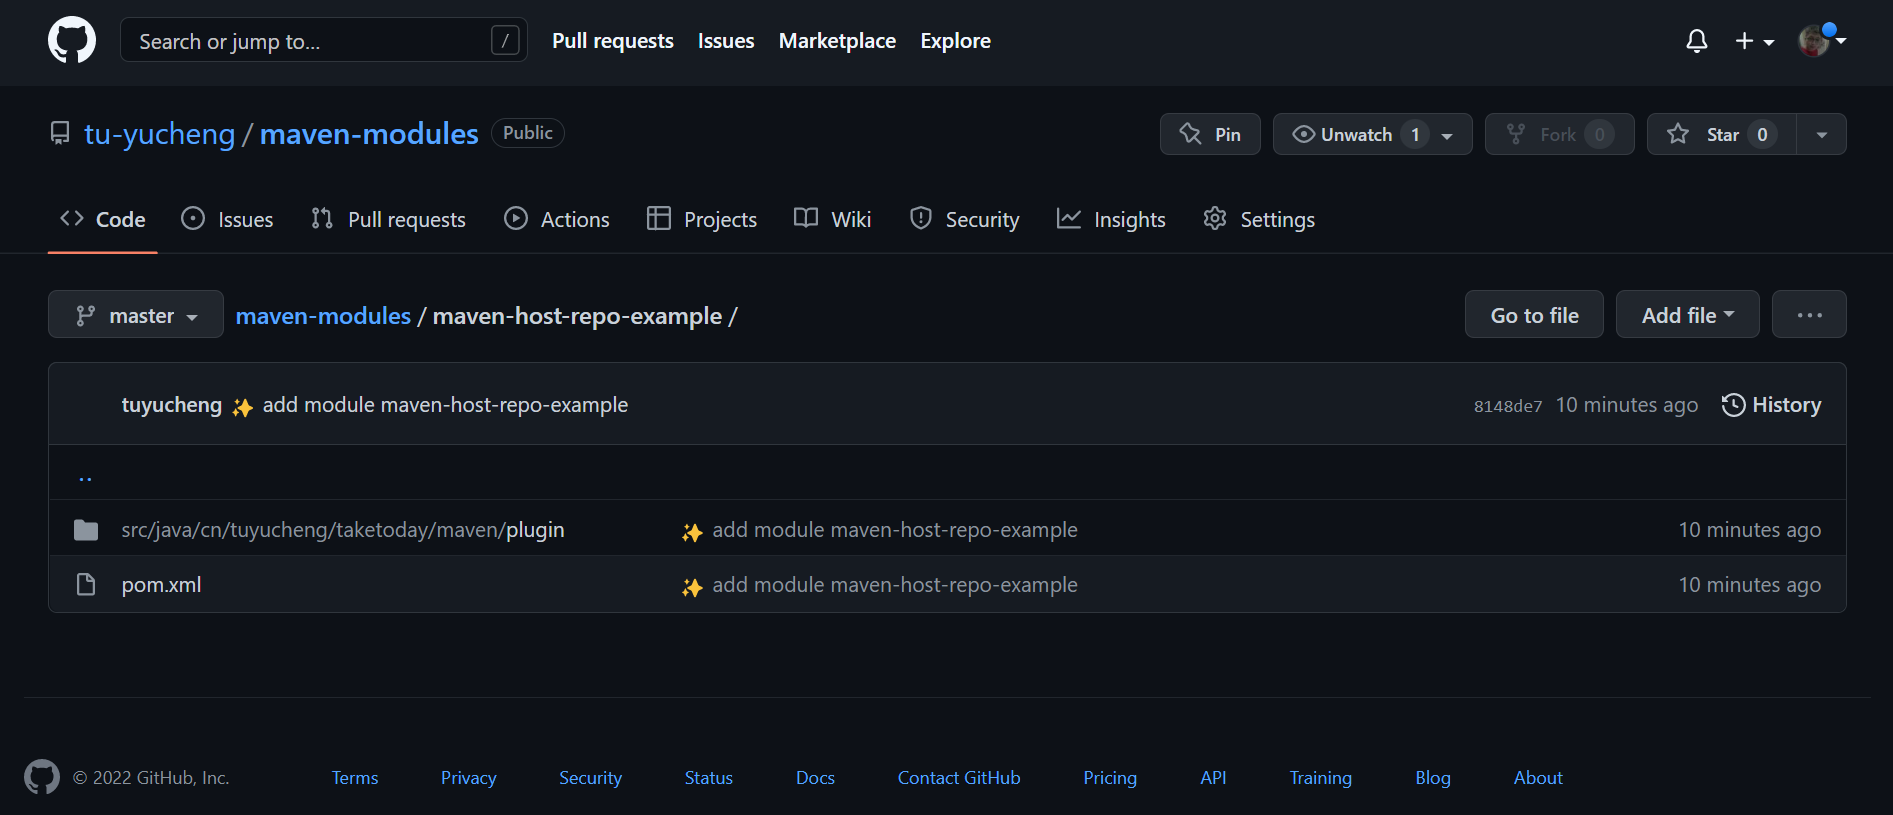 Search or jump to... / Pull requests Issues Marketplace Explore
tu-yucheng / maven-modules Public Pin Unwatch 1 Fork 0 Star 0
Code Issues Pull requests Actions Projects Wiki Security Insights Settings
master maven-modules / maven-host-repo-example / Go to file Add file ...
tuyucheng ✨ add module maven-host-repo-example 8148de7 10 minutes ago History
..
src/java/cn/tuyucheng/taketoday/maven/plugin ✨ add module maven-host-repo-example 10 minutes ago
pom.xml ✨ add module maven-host-repo-example 10 minutes ago
© 2022 GitHub, Inc. Terms Privacy Security Status Docs Contact GitHub Pricing API Training Blog About